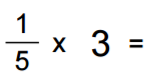 1/5 x 3 =